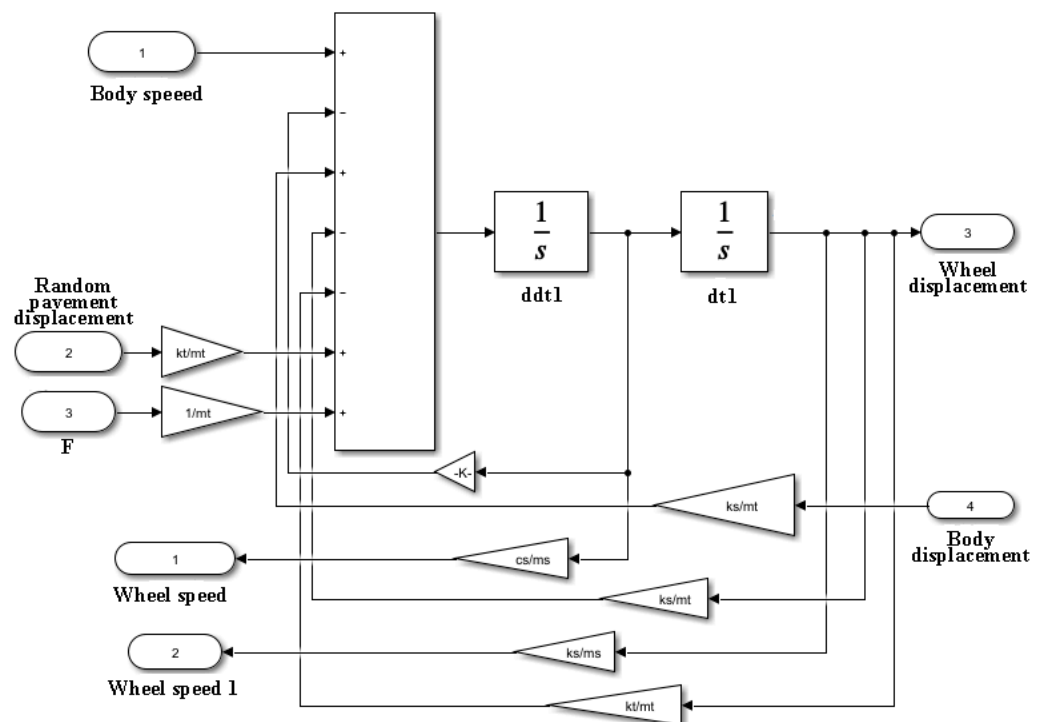 1
Body speeed
+
−
+
−
−
+
+
Random
pavement
displacement
2
kt/mt
3
F
1/mt
1
s
ddt1
1
s
dt1
3
Wheel
displacement
-K-
ks/mt
4
Body
displacement
1
Wheel speed
cs/ms
ks/mt
2
Wheel speed 1
ks/ms
kt/mt